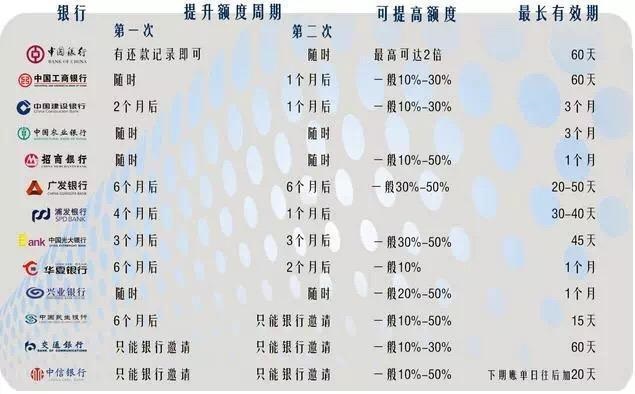 银行 提升额度周期 可提高额度 最长有效期
第一次 第二次
中国银行 有还款记录即可 随时 最高可达2倍 60天
BANK OF CHINA
中国工商银行 随时 1个月后 一般10%-30% 60天
中国建设银行 2个月后 1个月后 一般10%-30% 3个月
China Construction Bank
中国农业银行 随时 随时 3个月
招商银行 随时 随时 一般10%-50% 1个月
CHINA MERCHANTS BANK
广发银行 6个月后 6个月后 一般30%-50% 20-50天
浦发银行 4个月后 1个月后 30-40天
SPD BANK
Bank 中国光大银行 3个月后 3个月后 一般30%-50% 45天
华夏银行 6个月后 2个月后 一般10% 1个月
兴业银行 随时 随时 一般20%-50% 1个月
中国民生银行 6个月后 只能银行邀请 一般10%-50% 15天
交通银行 只能银行邀请 只能银行邀请 一般10%-30% 60天
BANK OF COMMUNICATIONS
中信银行 只能银行邀请 只能银行邀请 一般10%-50% 下期账单日往后加20天